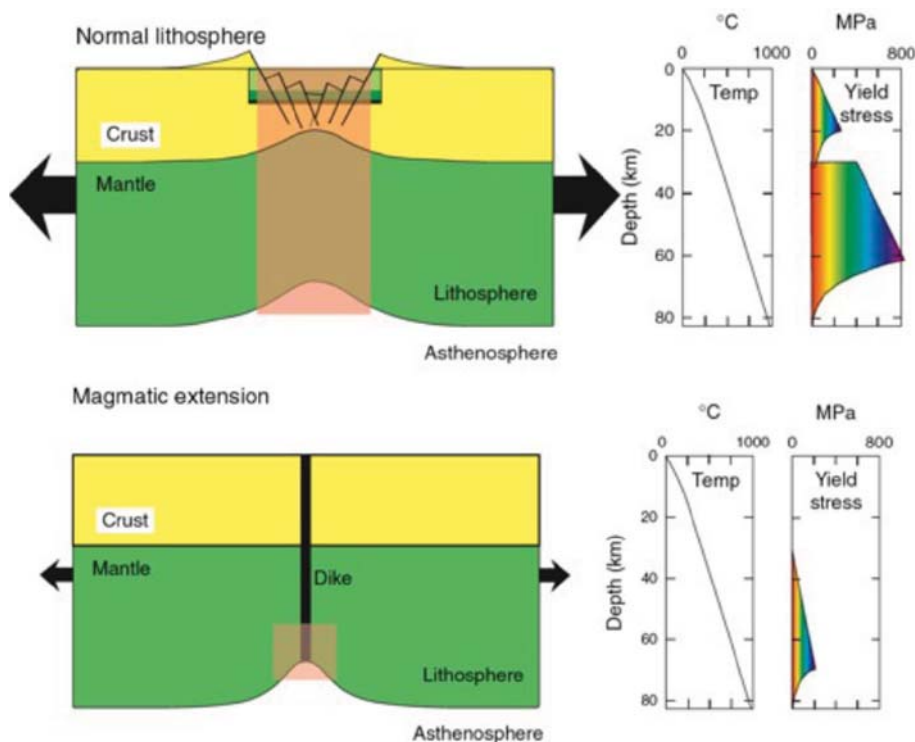 Normal lithosphere
°C MPa
0 1000 0 800
Temp Yield
stress
Crust
Mantle
Lithosphere
Asthenosphere
Depth (km)
0
20
40
60
80
Magmatic extension
°C MPa
0 1000 0 800
Temp Yield
stress
Crust
Mantle
Dike
Lithosphere
Asthenosphere
Depth (km)
0
20
40
60
80